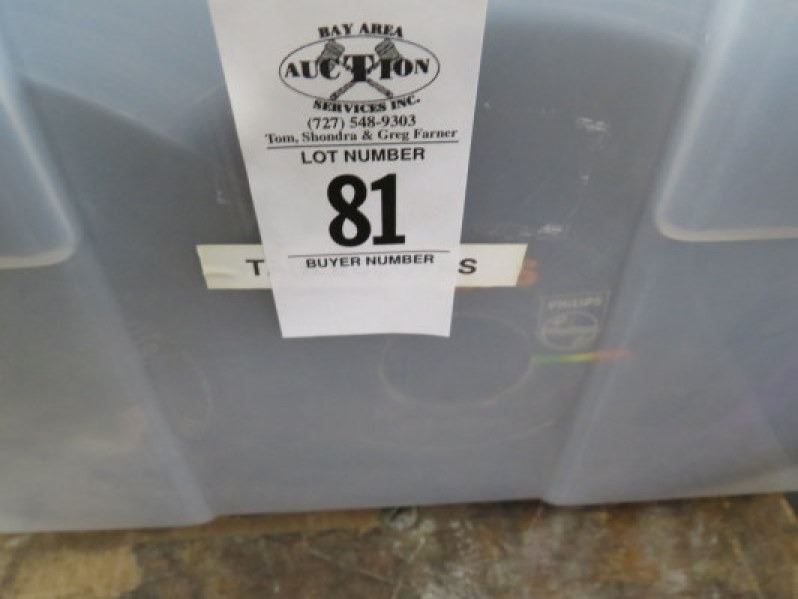 BAY AREA
AUCTION
SERVICES INC.
(727) 548-9303
Tom, Shondra & Greg Farner
LOT NUMBER
81
BUYER NUMBER
PHILIPS